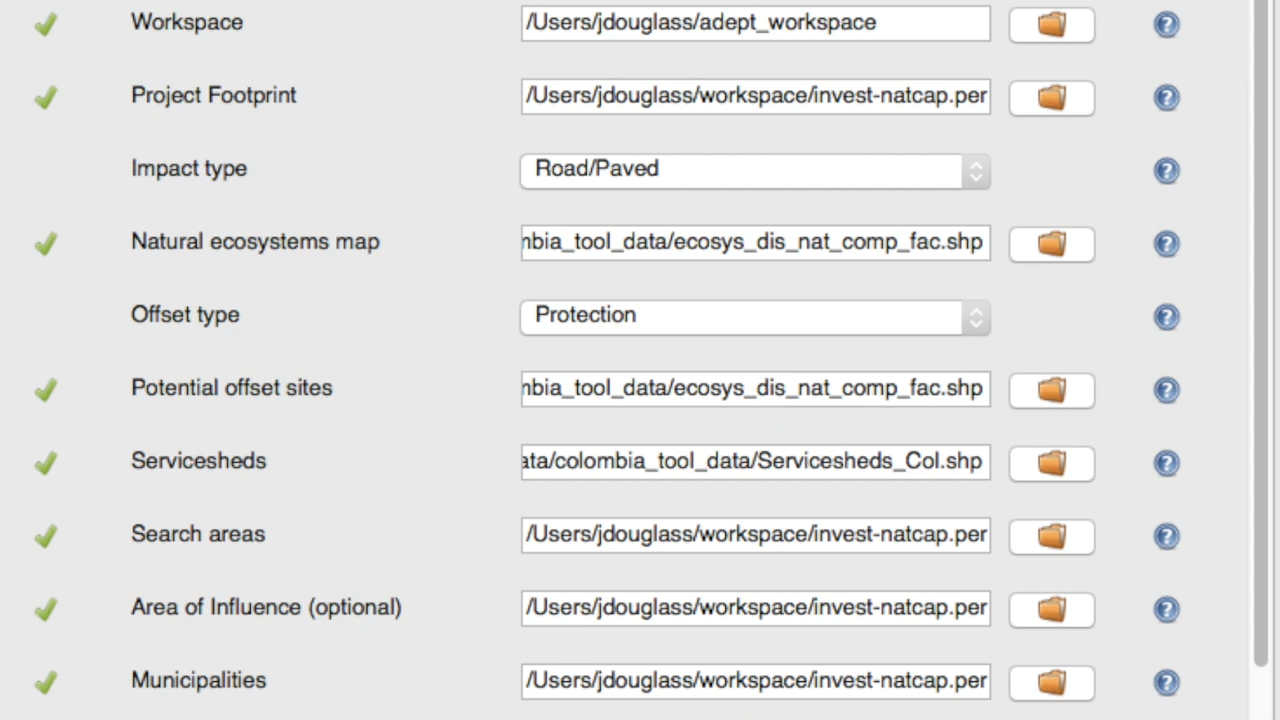 Workspace /Users/jdouglass/adept_workspace
Project Footprint /Users/jdouglass/workspace/invest-natcap.per
Impact type Road/Paved
Natural ecosystems map nbia_tool_data/ecosys_dis_nat_comp_fac.shp
Offset type Protection
Potential offset sites nbia_tool_data/ecosys_dis_nat_comp_fac.shp
Servicesheds ata/colombia_tool_data/Servicesheds_Col.shp
Search areas /Users/jdouglass/workspace/invest-natcap.per
Area of Influence (optional) /Users/jdouglass/workspace/invest-natcap.per
Municipalities /Users/jdouglass/workspace/invest-natcap.per